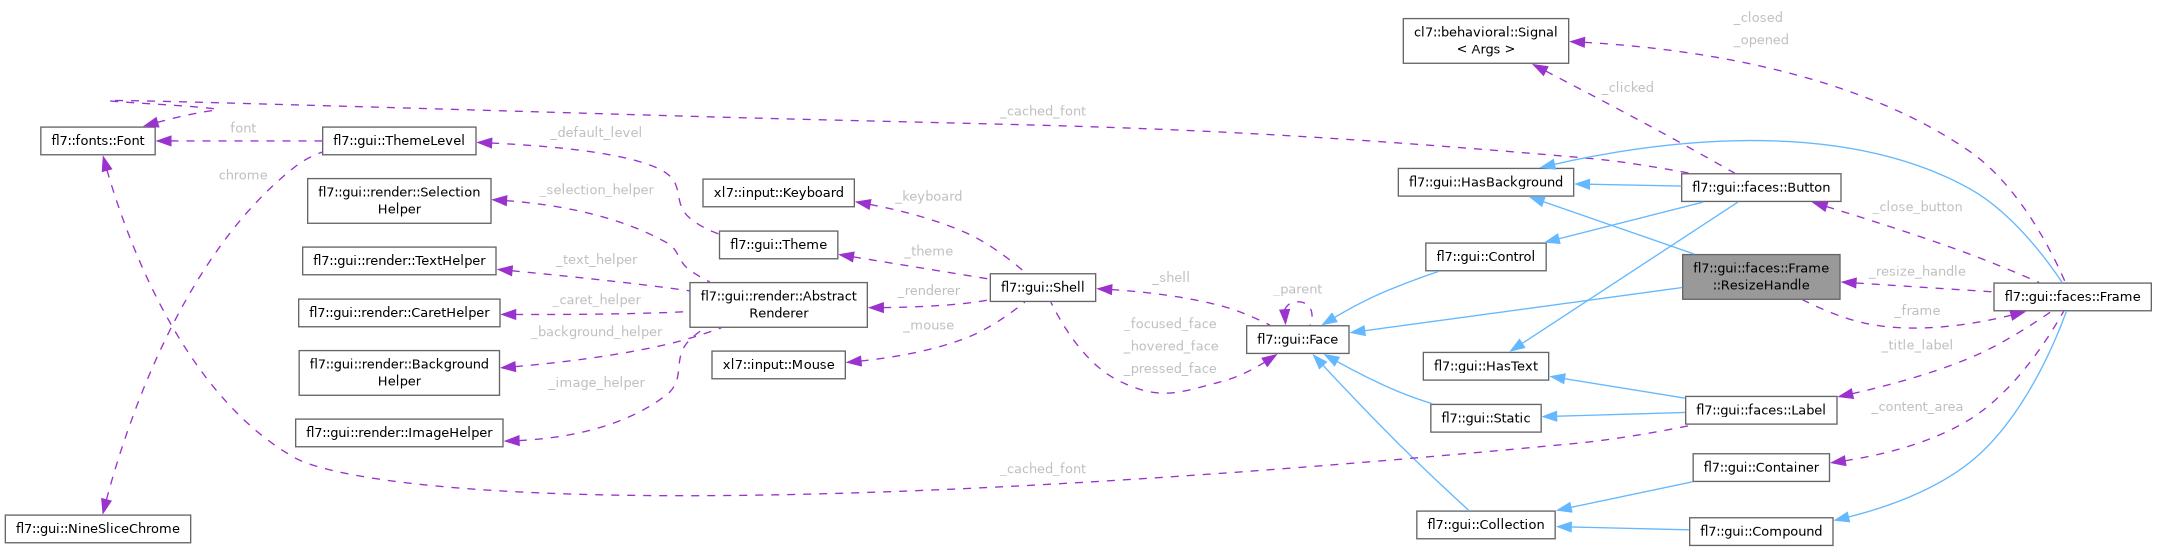 _closed
_opened
cl7::behavioral::Signal
< Args >
_clicked
_cached_font
fl7::fonts::Font
font
fl7::gui::ThemeLevel
_default_level
chrome
fl7::gui::render::Selection
Helper
_selection_helper
xl7::input::Keyboard
_keyboard
fl7::gui::HasBackground
fl7::gui::faces::Button
_close_button
fl7::gui::render::TextHelper
_text_helper
fl7::gui::Theme
_theme
fl7::gui::Control
fl7::gui::faces::Frame
::ResizeHandle
_resize_handle
fl7::gui::render::CaretHelper
_caret_helper
fl7::gui::render::Abstract
Renderer
_renderer
fl7::gui::Shell
_shell
_parent
_frame
fl7::gui::faces::Frame
_background_helper
_mouse
_focused_face
_hovered_face
_pressed_face
fl7::gui::Face
_title_label
fl7::gui::render::Background
Helper
_image_helper
xl7::input::Mouse
fl7::gui::HasText
fl7::gui::render::ImageHelper
fl7::gui::Static
fl7::gui::faces::Label
_content_area
_cached_font
fl7::gui::Container
fl7::gui::NineSliceChrome
fl7::gui::Collection
fl7::gui::Compound